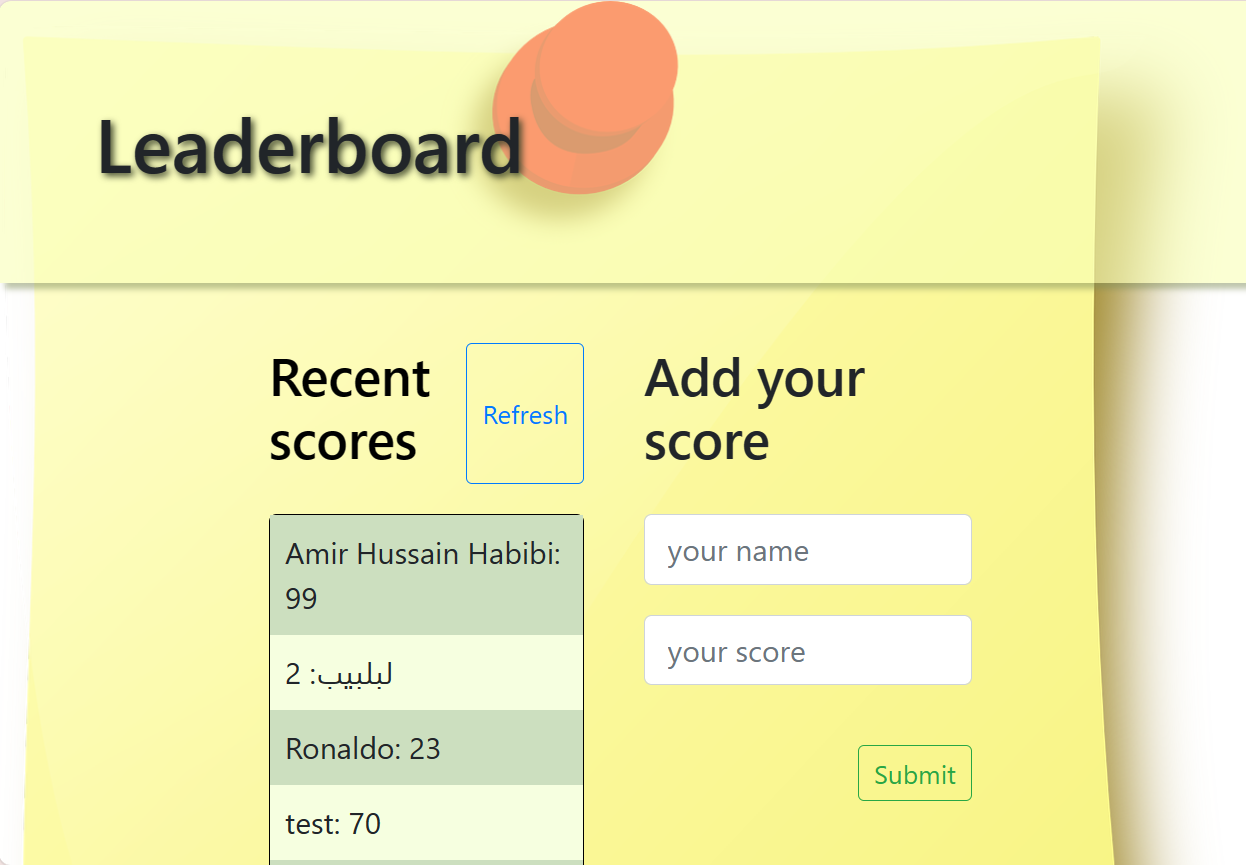 Leaderboard
Recent
scores
Refresh
Amir Hussain Habibi:
99
لبلبيب: 2
Ronaldo: 23
test: 70
Add your
score
your name
your score
Submit